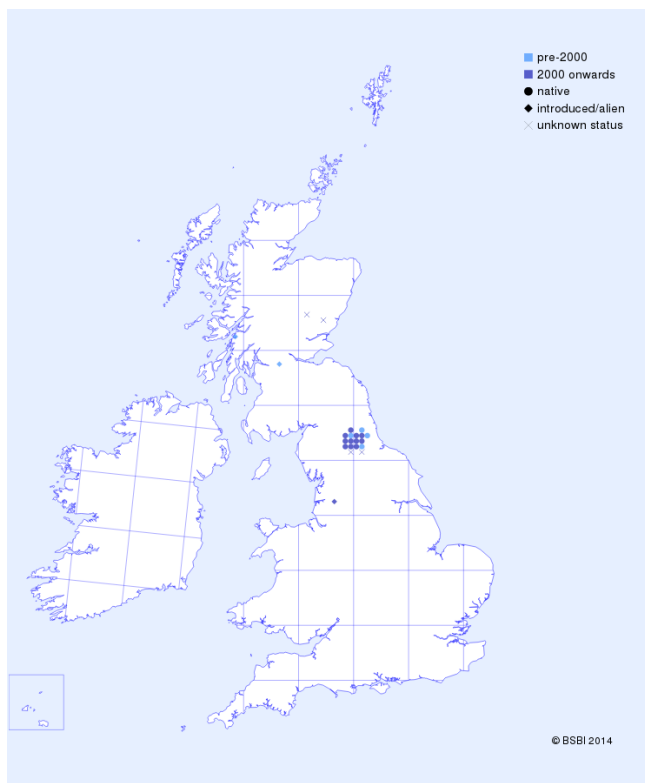 pre-2000
2000 onwards
native
introduced/alien
unknown status
© BSBI 2014